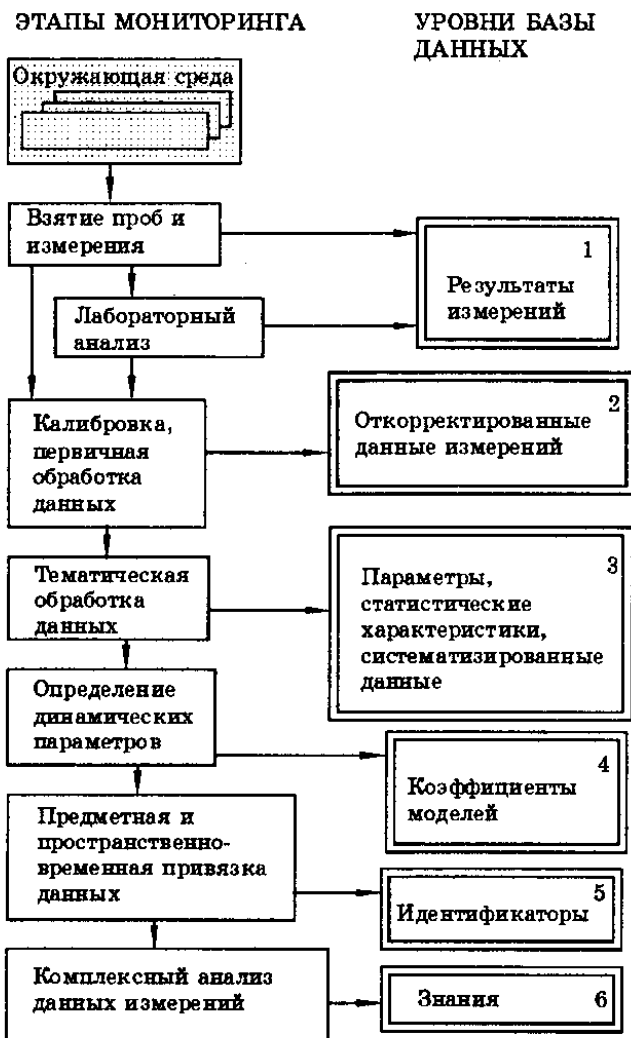 ЭТАПЫ МОНИТОРИНГА
УРОВНИ БАЗЫ
ДАННЫХ
Окружающая среда
Взятие проб и
измерения
1
Результаты
измерений
Лабораторный
анализ
Калибровка,
первичная
обработка
данных
2
Откорректированные
данные измерений
Тематическая
обработка
данных
3
Параметры,
статистические
характеристики,
систематизированные
данные
Определение
динамических
параметров
4
Коэффициенты
моделей
Предметная и
пространственно-
временная привязка
данных
5
Идентификаторы
Комплексный анализ
данных измерений
Знания 6